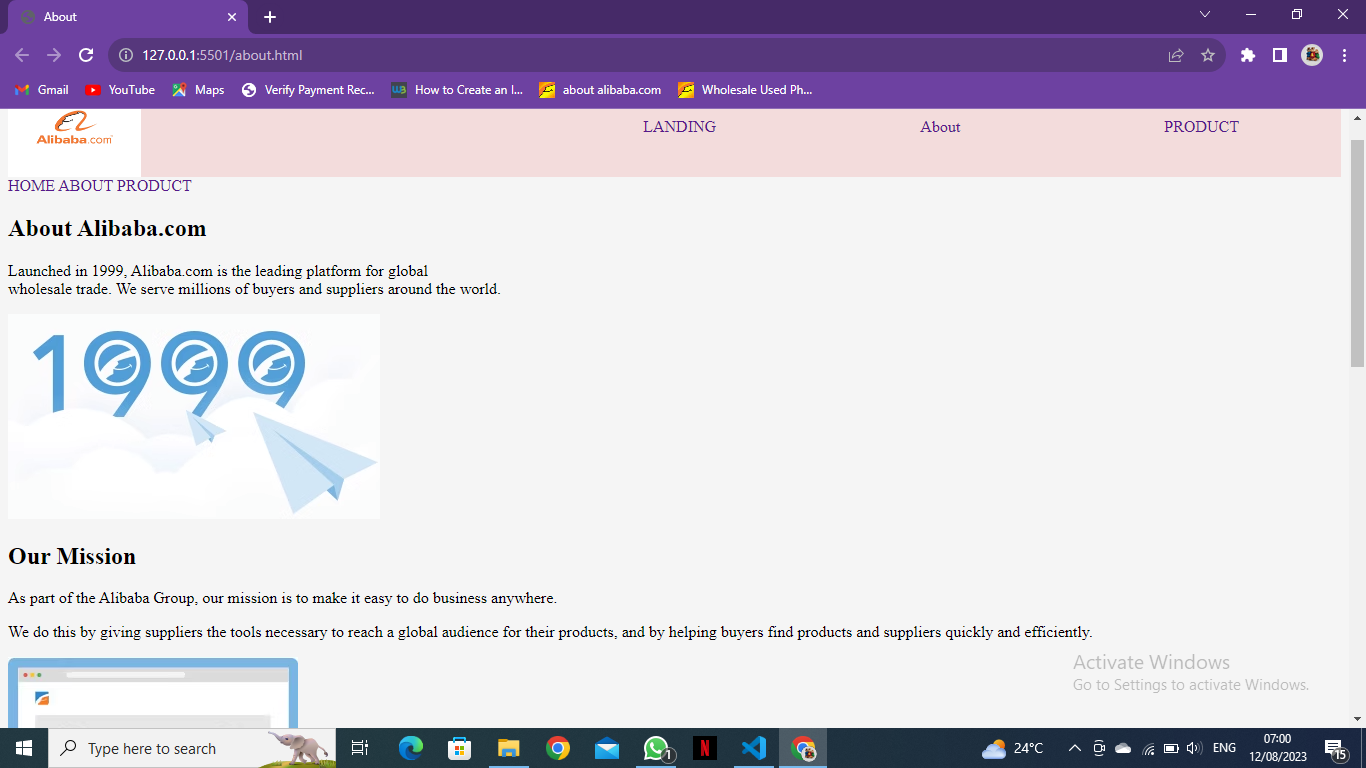 About
127.0.0.1:5501/about.html
Gmail YouTube Maps Verify Payment Rec... How to Create an I... about alibaba.com Wholesale Used Ph...
Alibaba.com LANDING About PRODUCT
HOME ABOUT PRODUCT
About Alibaba.com
Launched in 1999, Alibaba.com is the leading platform for global
wholesale trade. We serve millions of buyers and suppliers around the world.
1999
Our Mission
As part of the Alibaba Group, our mission is to make it easy to do business anywhere.
We do this by giving suppliers the tools necessary to reach a global audience for their products, and by helping buyers find products and suppliers quickly and efficiently.
Activate Windows
Go to Settings to activate Windows.
Type here to search 1 N 24°C ENG 07:00
12/08/2023 15